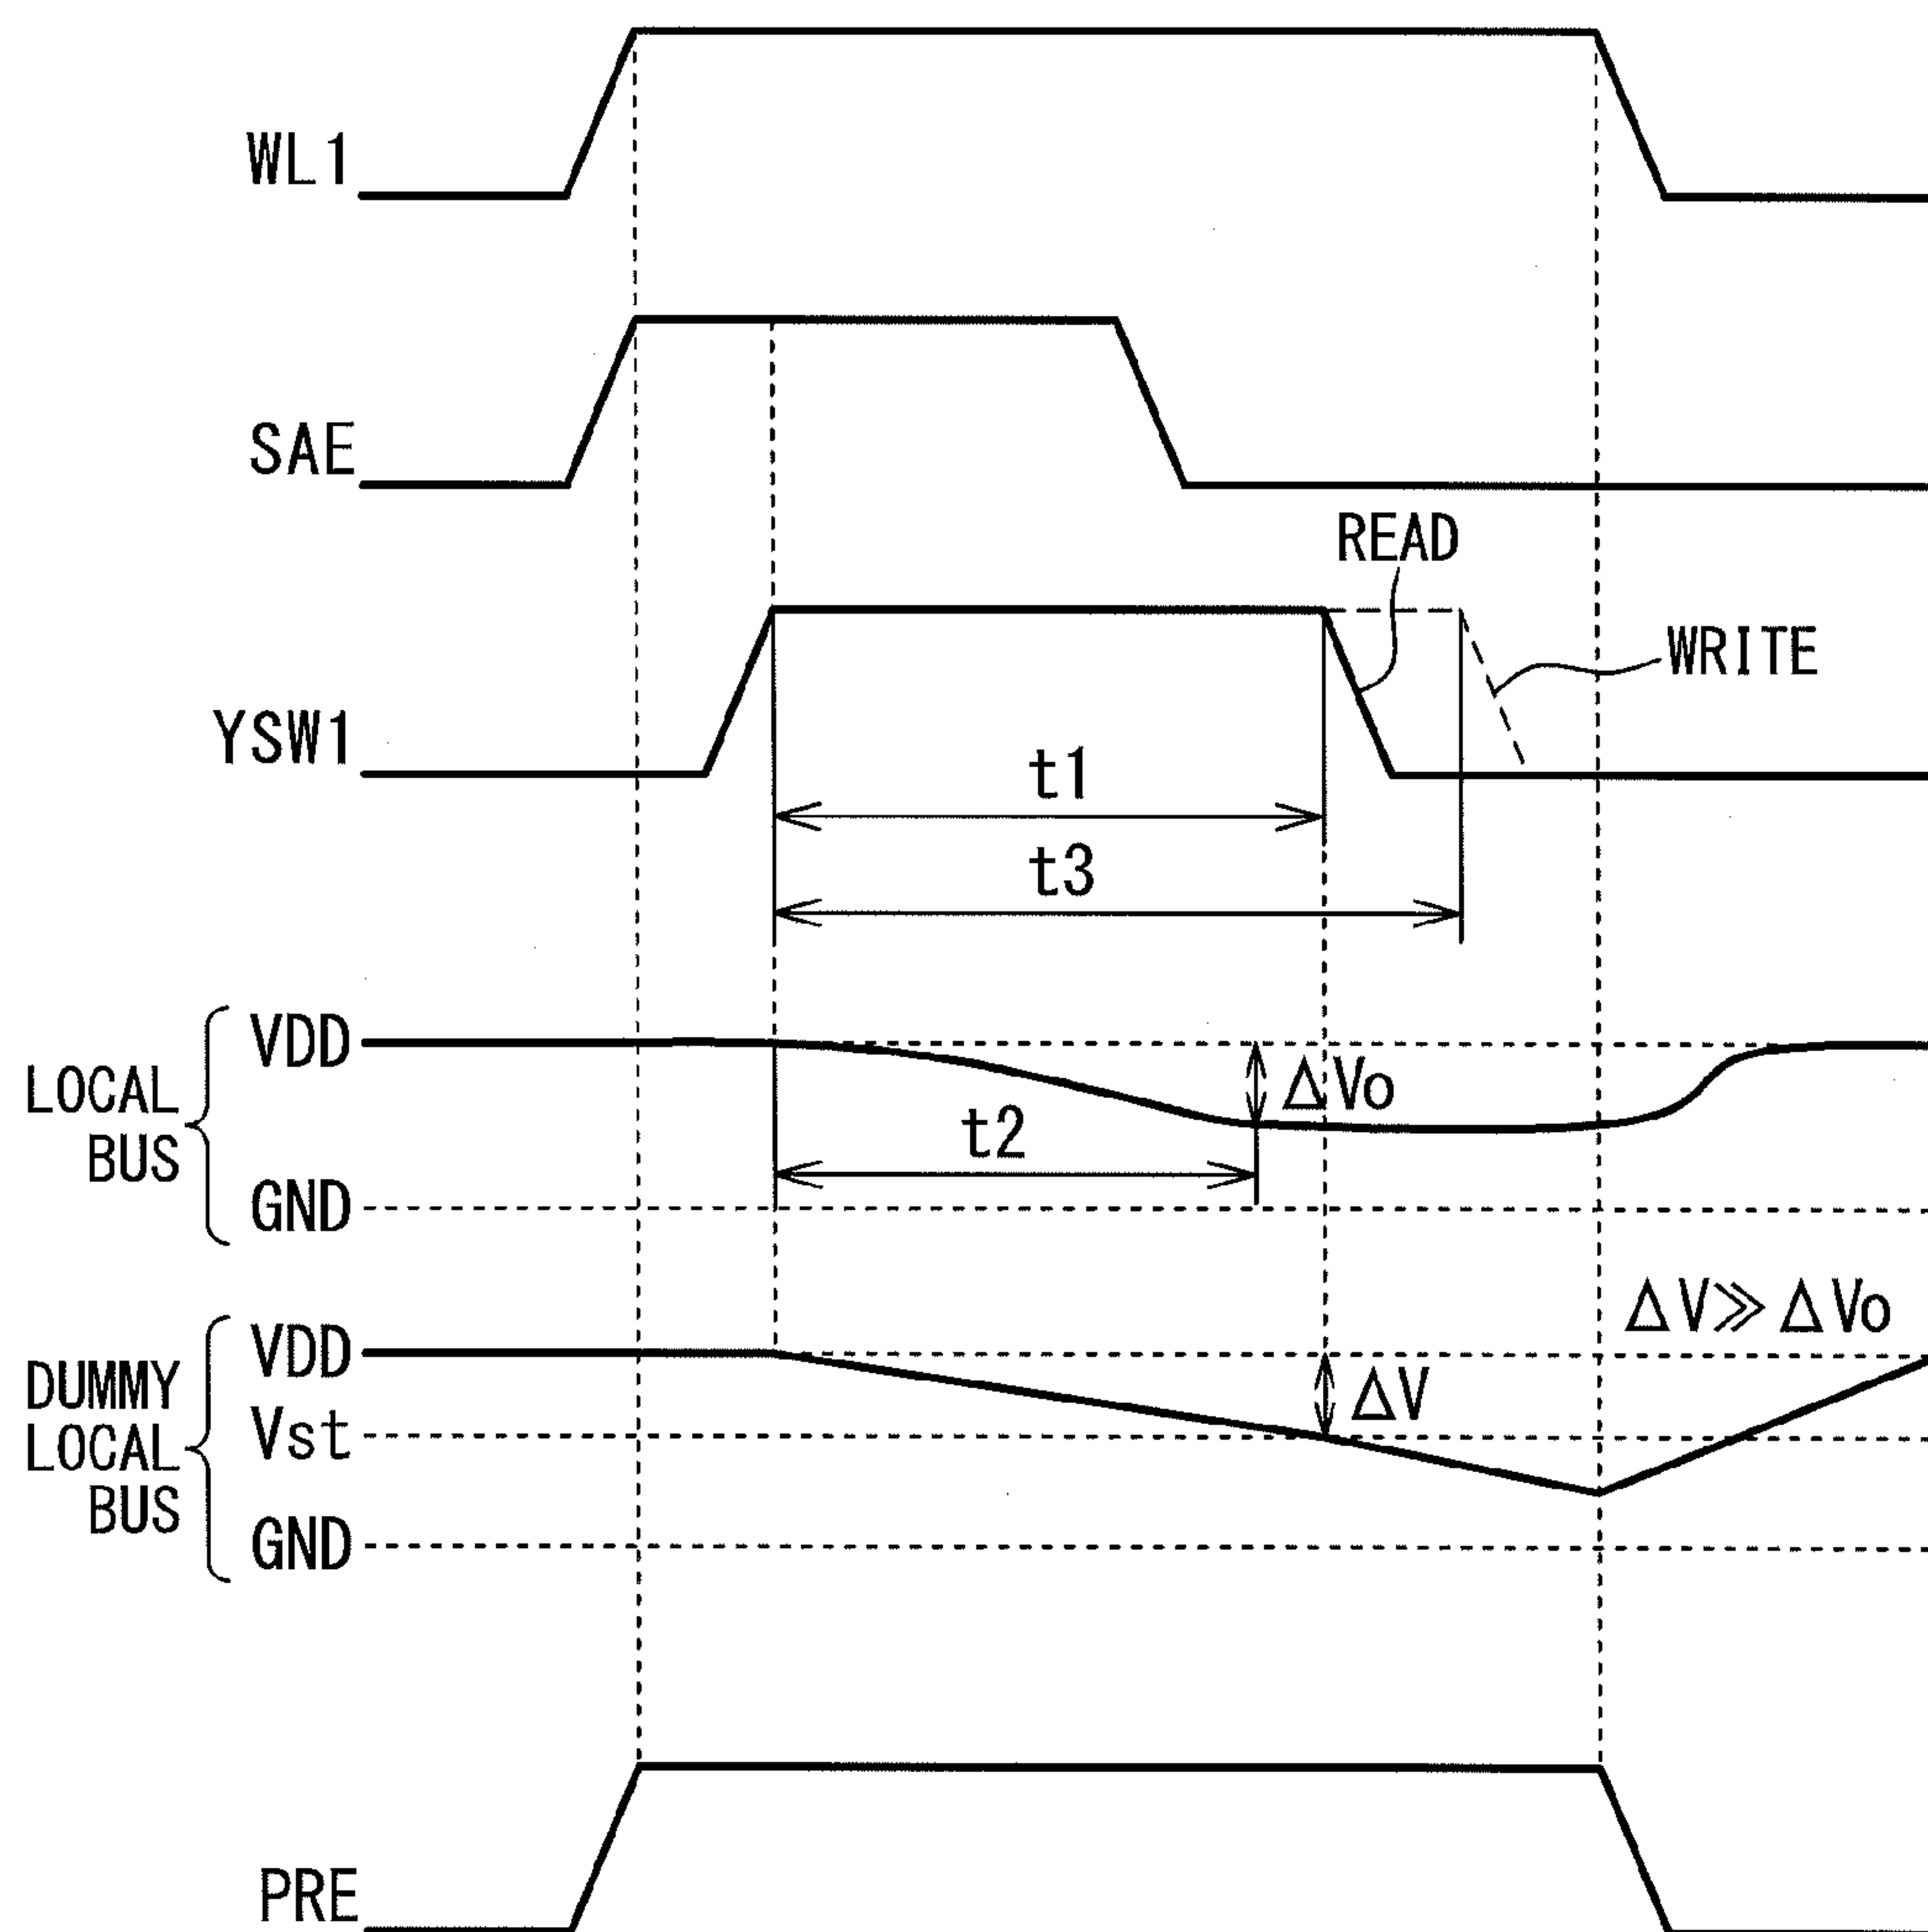 WL1
SAE
READ
WRITE
YSW1
t1
t3
VDD
ΔVo
LOCAL
BUS
t2
GND
ΔV≫ΔVo
VDD
DUMMY
LOCAL
BUS
ΔV
Vst
GND
PRE